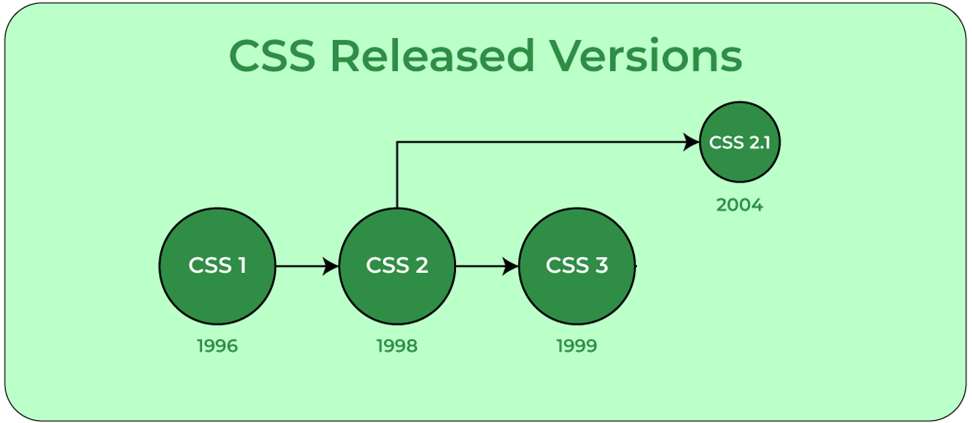 CSS Released Versions
CSS 2.1
2004
CSS 1
CSS 2
CSS 3
1996
1998
1999